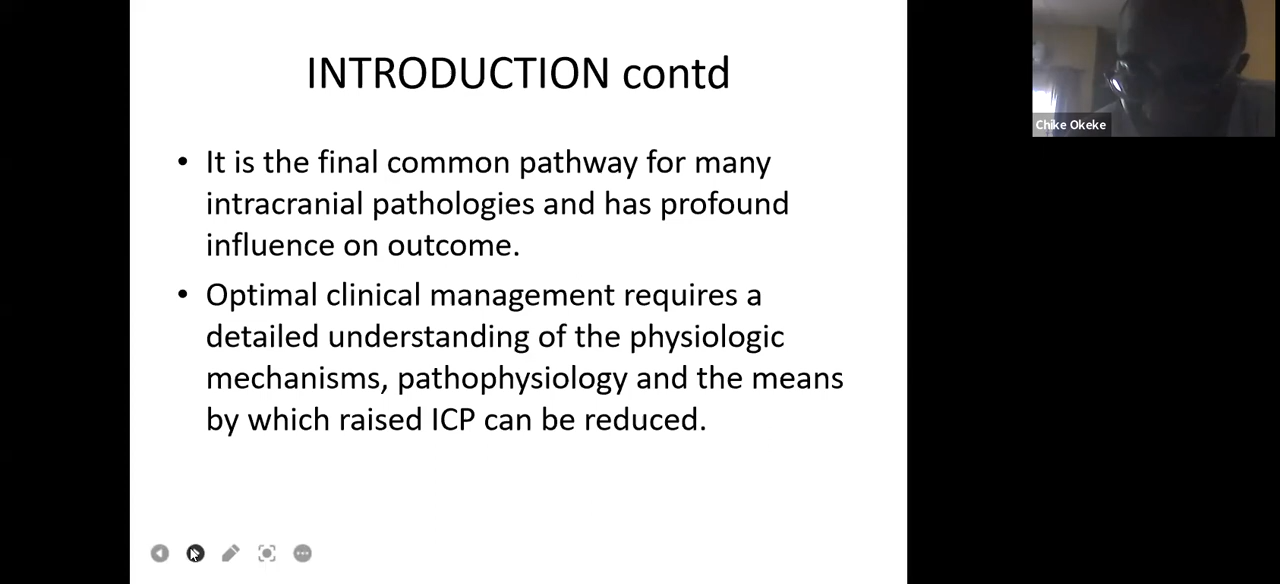 INTRODUCTION contd
• It is the final common pathway for many
intracranial pathologies and has profound
influence on outcome.
• Optimal clinical management requires a
detailed understanding of the physiologic
mechanisms, pathophysiology and the means
by which raised ICP can be reduced.
Chike Okeke